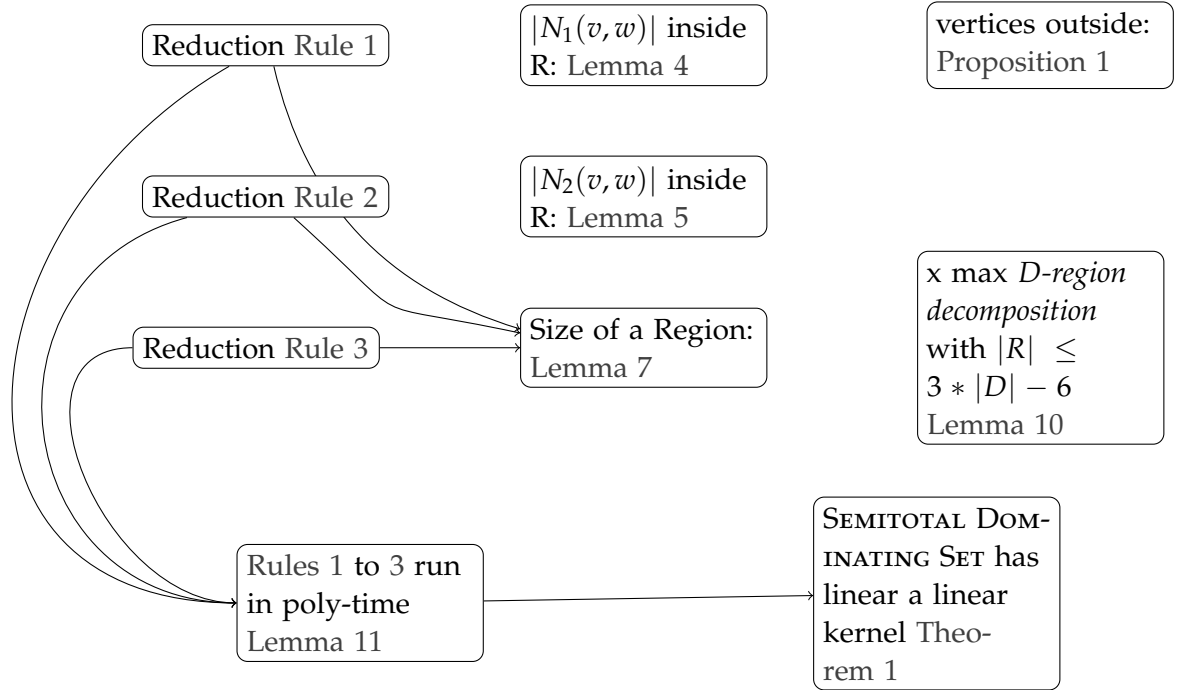 Reduction Rule 1
|N₁(v, w)| inside
R: Lemma 4
vertices outside:
Proposition 1
Reduction Rule 2
|N₂(v, w)| inside
R: Lemma 5
Reduction Rule 3
Size of a Region:
Lemma 7
x max D-region
decomposition
with |R| ≤
3 ∗ |D| − 6
Lemma 10
Rules 1 to 3 run
in poly-time
Lemma 11
Semitotal Dom-
inating Set has
linear a linear
kernel Theo-
rem 1